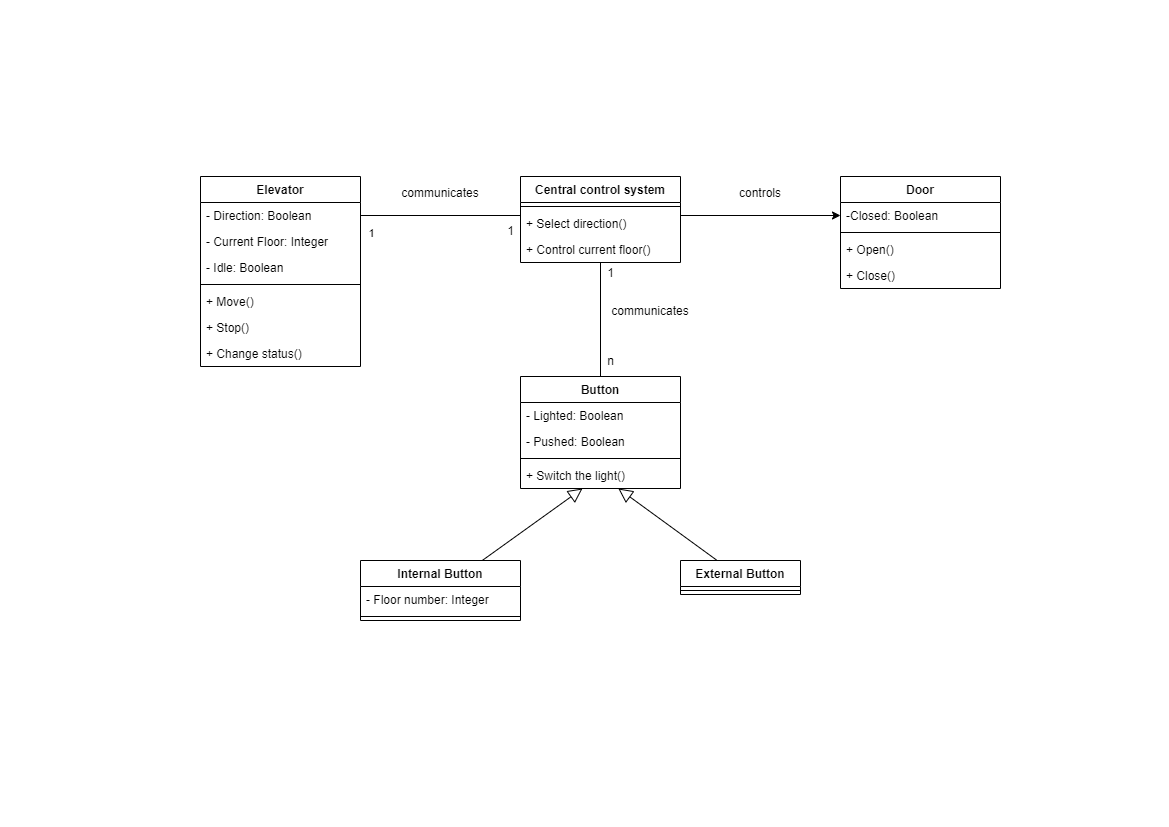 Elevator
- Direction: Boolean
- Current Floor: Integer
- Idle: Boolean
+ Move()
+ Stop()
+ Change status()
communicates
1
1
Central control system
+ Select direction()
+ Control current floor()
controls
Door
-Closed: Boolean
+ Open()
+ Close()
1
communicates
n
Button
- Lighted: Boolean
- Pushed: Boolean
+ Switch the light()
Internal Button
- Floor number: Integer
External Button